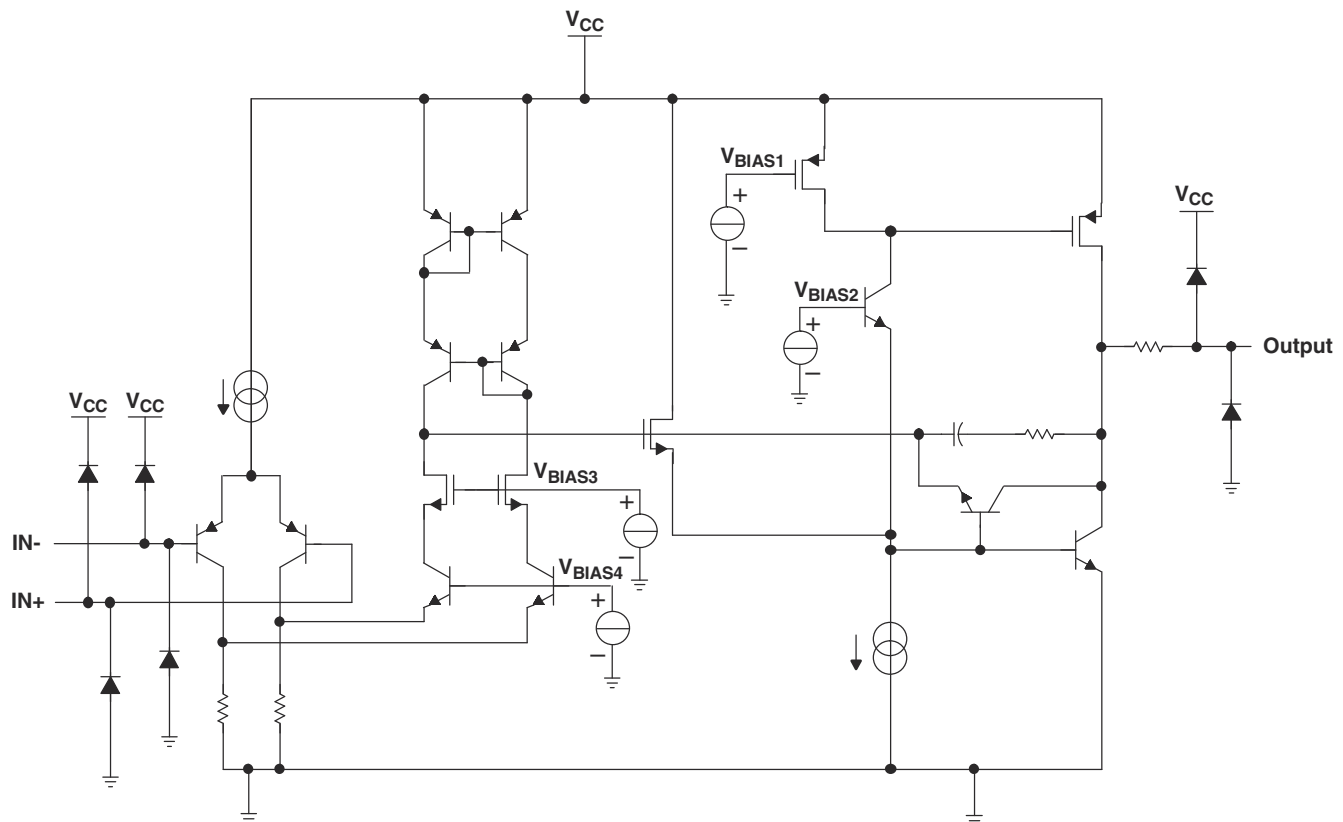 VCC
VBIAS1
+
−
VCC
VBIAS2
+
−
Output
VCC
VCC
VBIAS3
+
−
IN-
VBIAS4
+
−
IN+